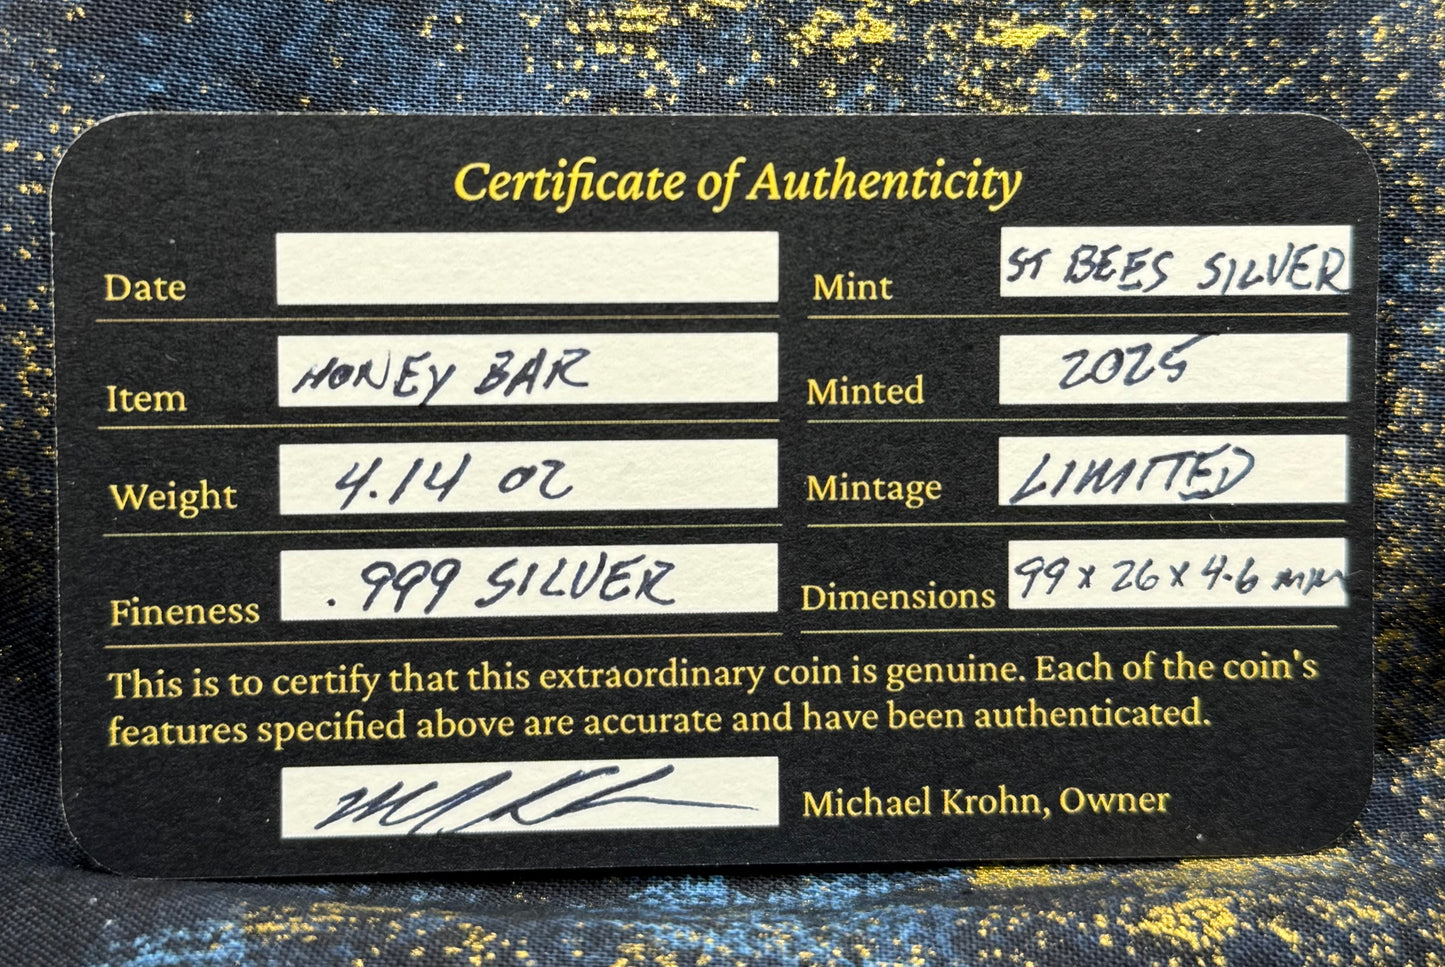 Certificate of Authenticity
Date
Mint ST BEES SILVER
Item HONEY BAR
Minted 2025
Weight 4.14 oz
Mintage LIMITED
Fineness .999 SILVER
Dimensions 99 x 26 x 4.6 mm
This is to certify that this extraordinary coin is genuine. Each of the coin's
features specified above are accurate and have been authenticated.
Michael Krohn, Owner